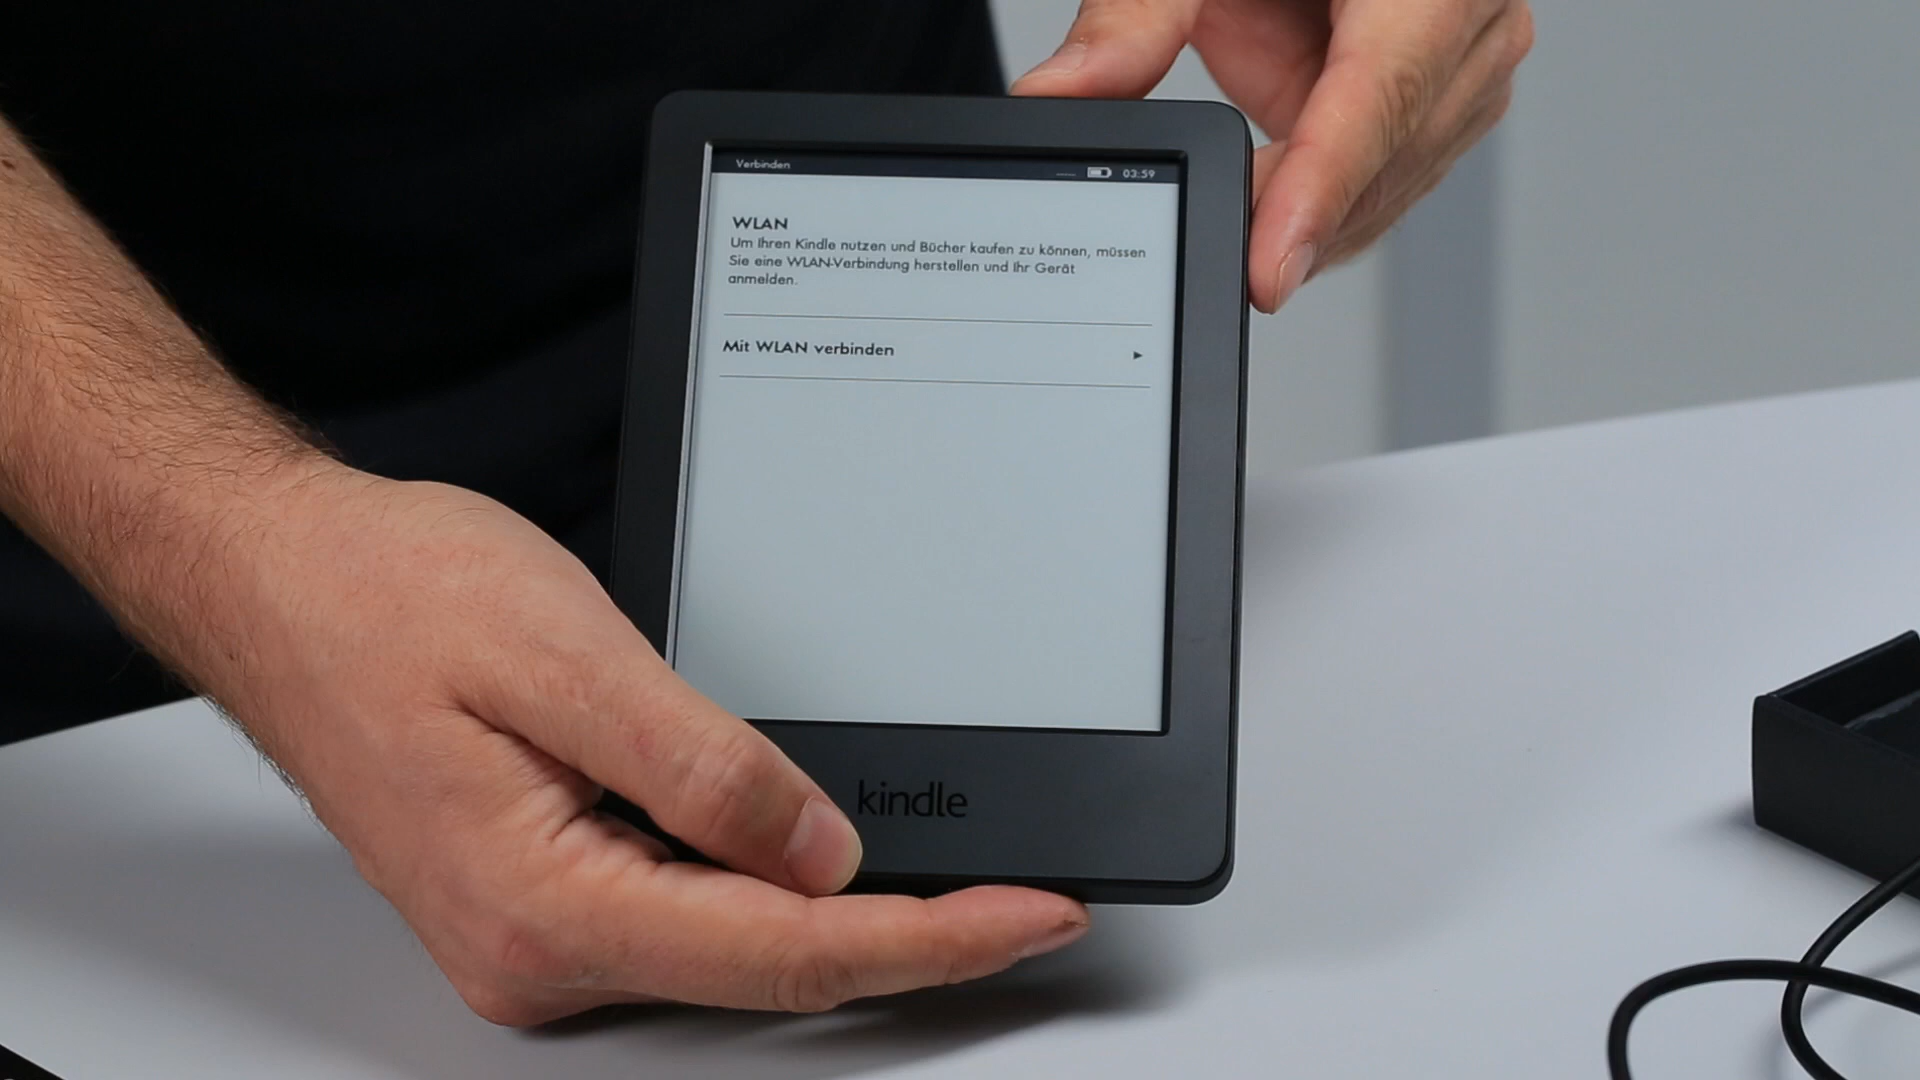 Verbinden
03:59
WLAN
Um Ihren Kindle nutzen und Bücher kaufen zu können, müssen
Sie eine WLAN-Verbindung herstellen und Ihr Gerät
anmelden.
Mit WLAN verbinden
kindle